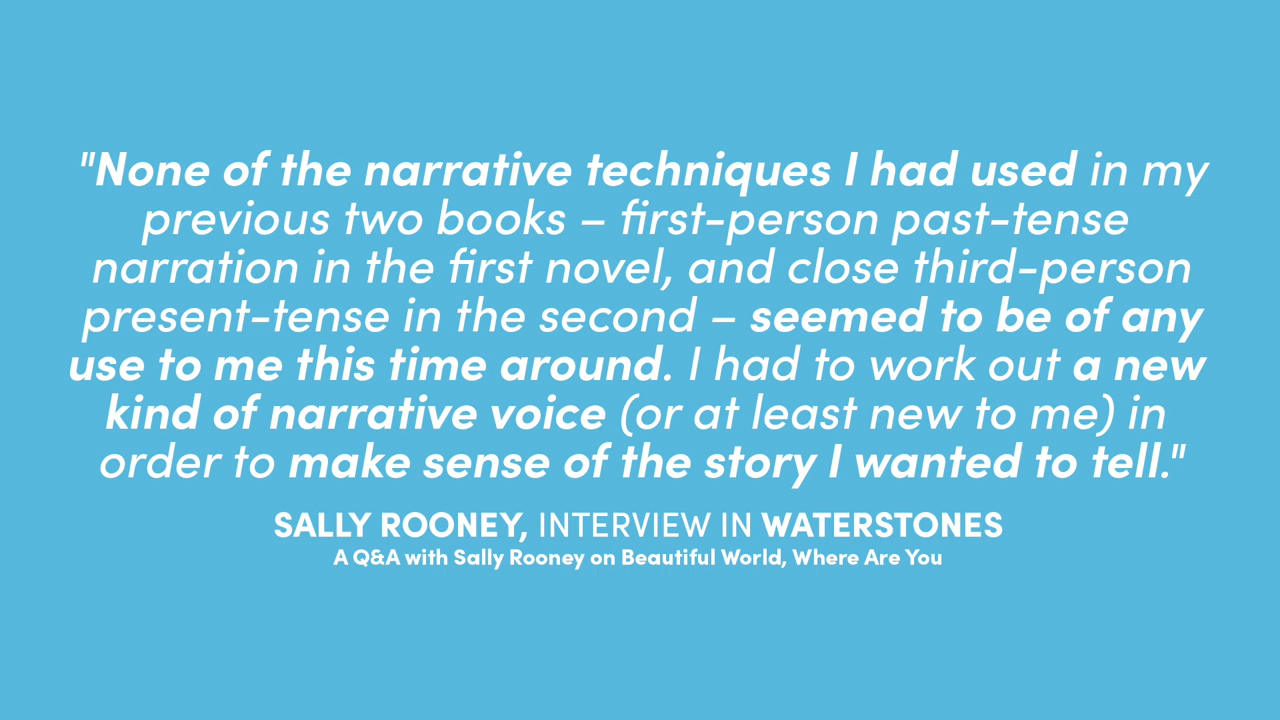 "None of the narrative techniques I had used in my
previous two books – first-person past-tense
narration in the first novel, and close third-person
present-tense in the second – seemed to be of any
use to me this time around. I had to work out a new
kind of narrative voice (or at least new to me) in
order to make sense of the story I wanted to tell."
SALLY ROONEY, INTERVIEW IN WATERSTONES
A Q&A with Sally Rooney on Beautiful World, Where Are You